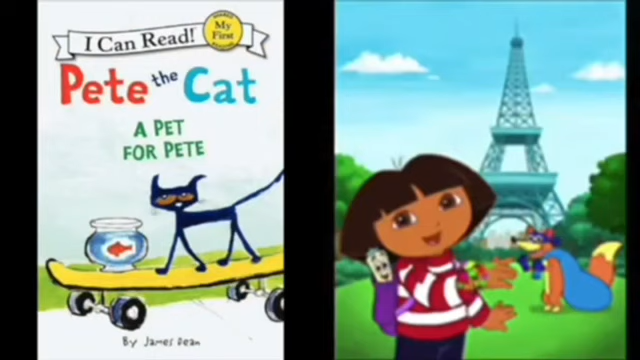 I Can Read!
My
First
Pete the Cat
A PET
FOR PETE
By James Dean